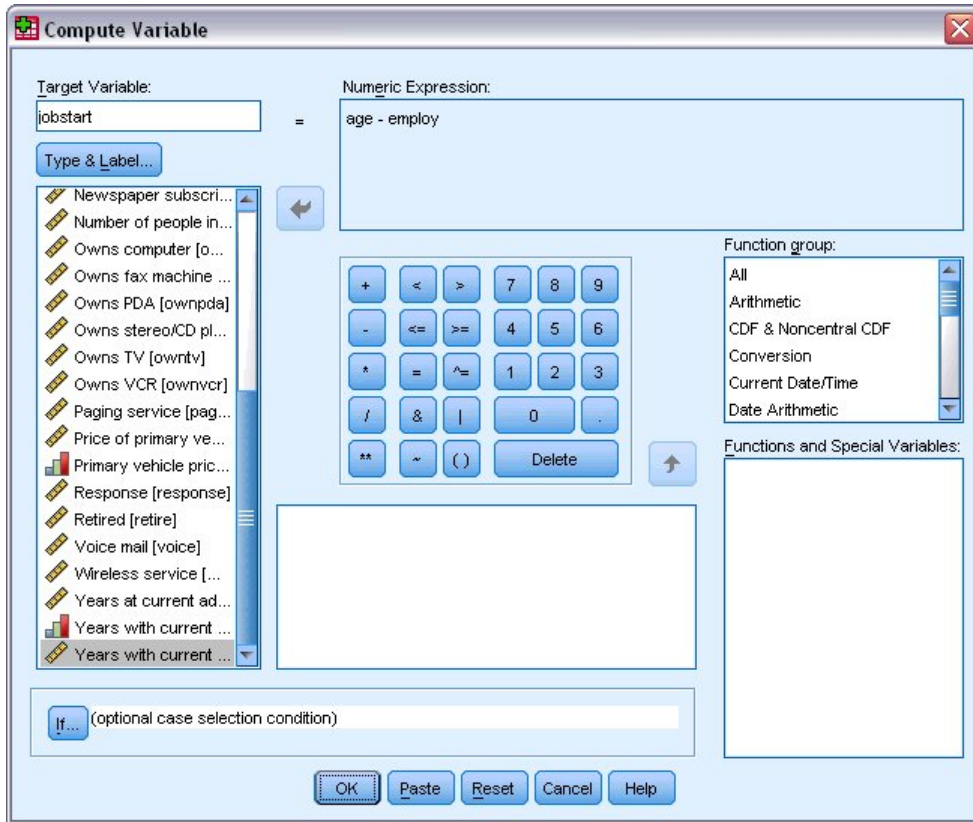 Compute Variable
Target Variable:
jobstart
=
Numeric Expression:
age - employ
Type & Label...
Newspaper subscri...
Number of people in...
Owns computer [o...
Owns fax machine ...
Owns PDA [ownpda]
Owns stereo/CD pl...
Owns TV [owntv]
Owns VCR [ownvcr]
Paging service [pag...
Price of primary ve...
Primary vehicle pric...
Response [response]
Retired [retire]
Voice mail [voice]
Wireless service [...
Years at current ad...
Years with current ...
Years with current ...
+ < > 7 8 9
- <= >= 4 5 6
* = ^= 1 2 3
/ & | 0 .
** ~ ( ) Delete
Function group:
All
Arithmetic
CDF & Noncentral CDF
Conversion
Current Date/Time
Date Arithmetic
Functions and Special Variables:
If... (optional case selection condition)
OK Paste Reset Cancel Help